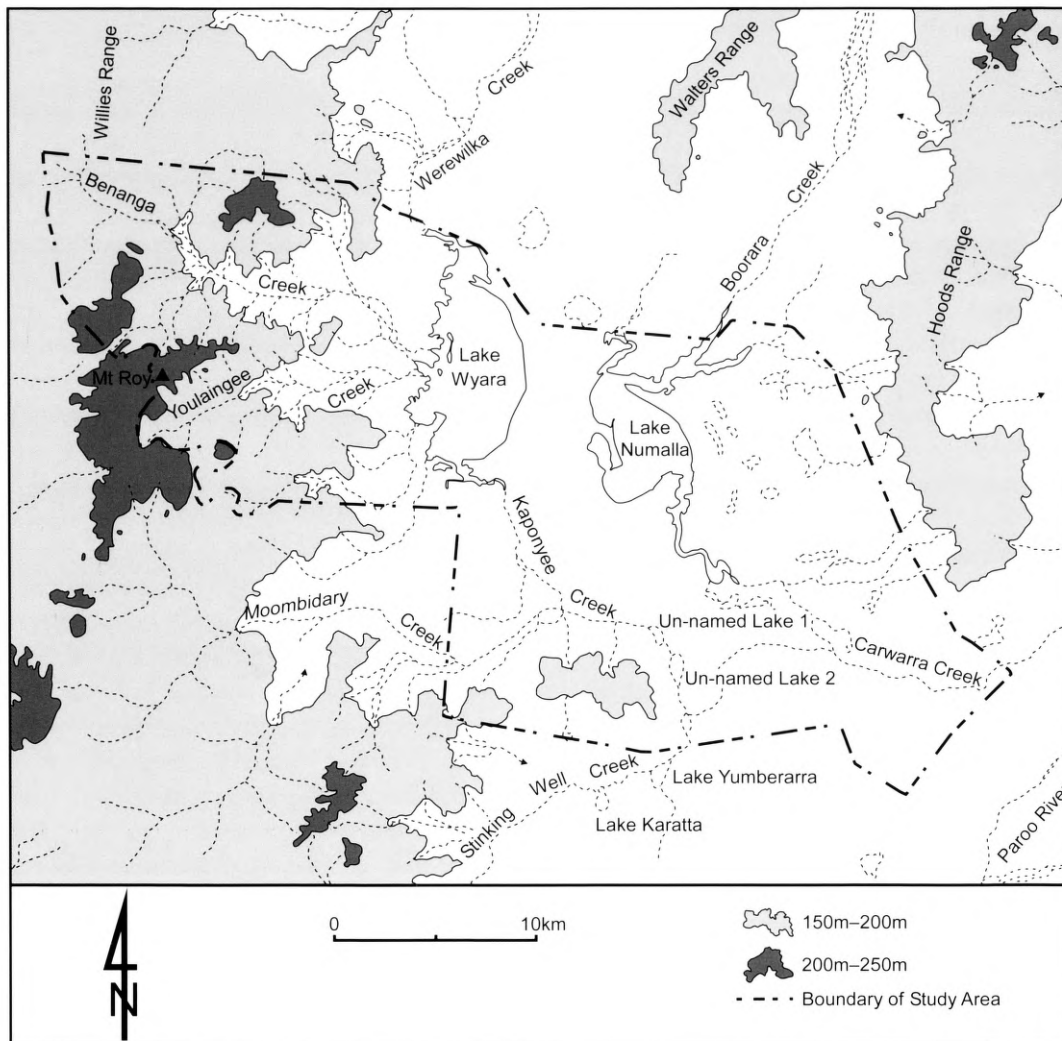 Willies Range
Creek
Walters Range
Werewilka
Benanga
Creek
Boorara
Creek
Hoods Range
Lake
Wyara
Mt Roy
Youlaingee
Creek
Lake
Numalla
Kaponyee
Creek
Moombidary
Creek
Un-named Lake 1
Carwarra Creek
Un-named Lake 2
Stinking
Well
Creek
Lake Yumberarra
Lake Karatta
Paroo River
0
10km
N
150m–200m
200m–250m
Boundary of Study Area